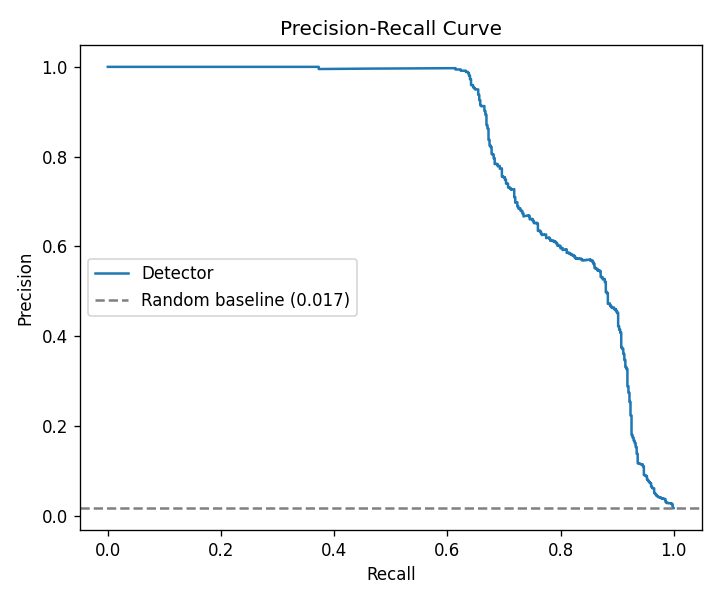 Precision-Recall Curve
Precision
1.0
0.8
0.6
0.4
0.2
0.0
Detector
Random baseline (0.017)
0.0 0.2 0.4 0.6 0.8 1.0
Recall